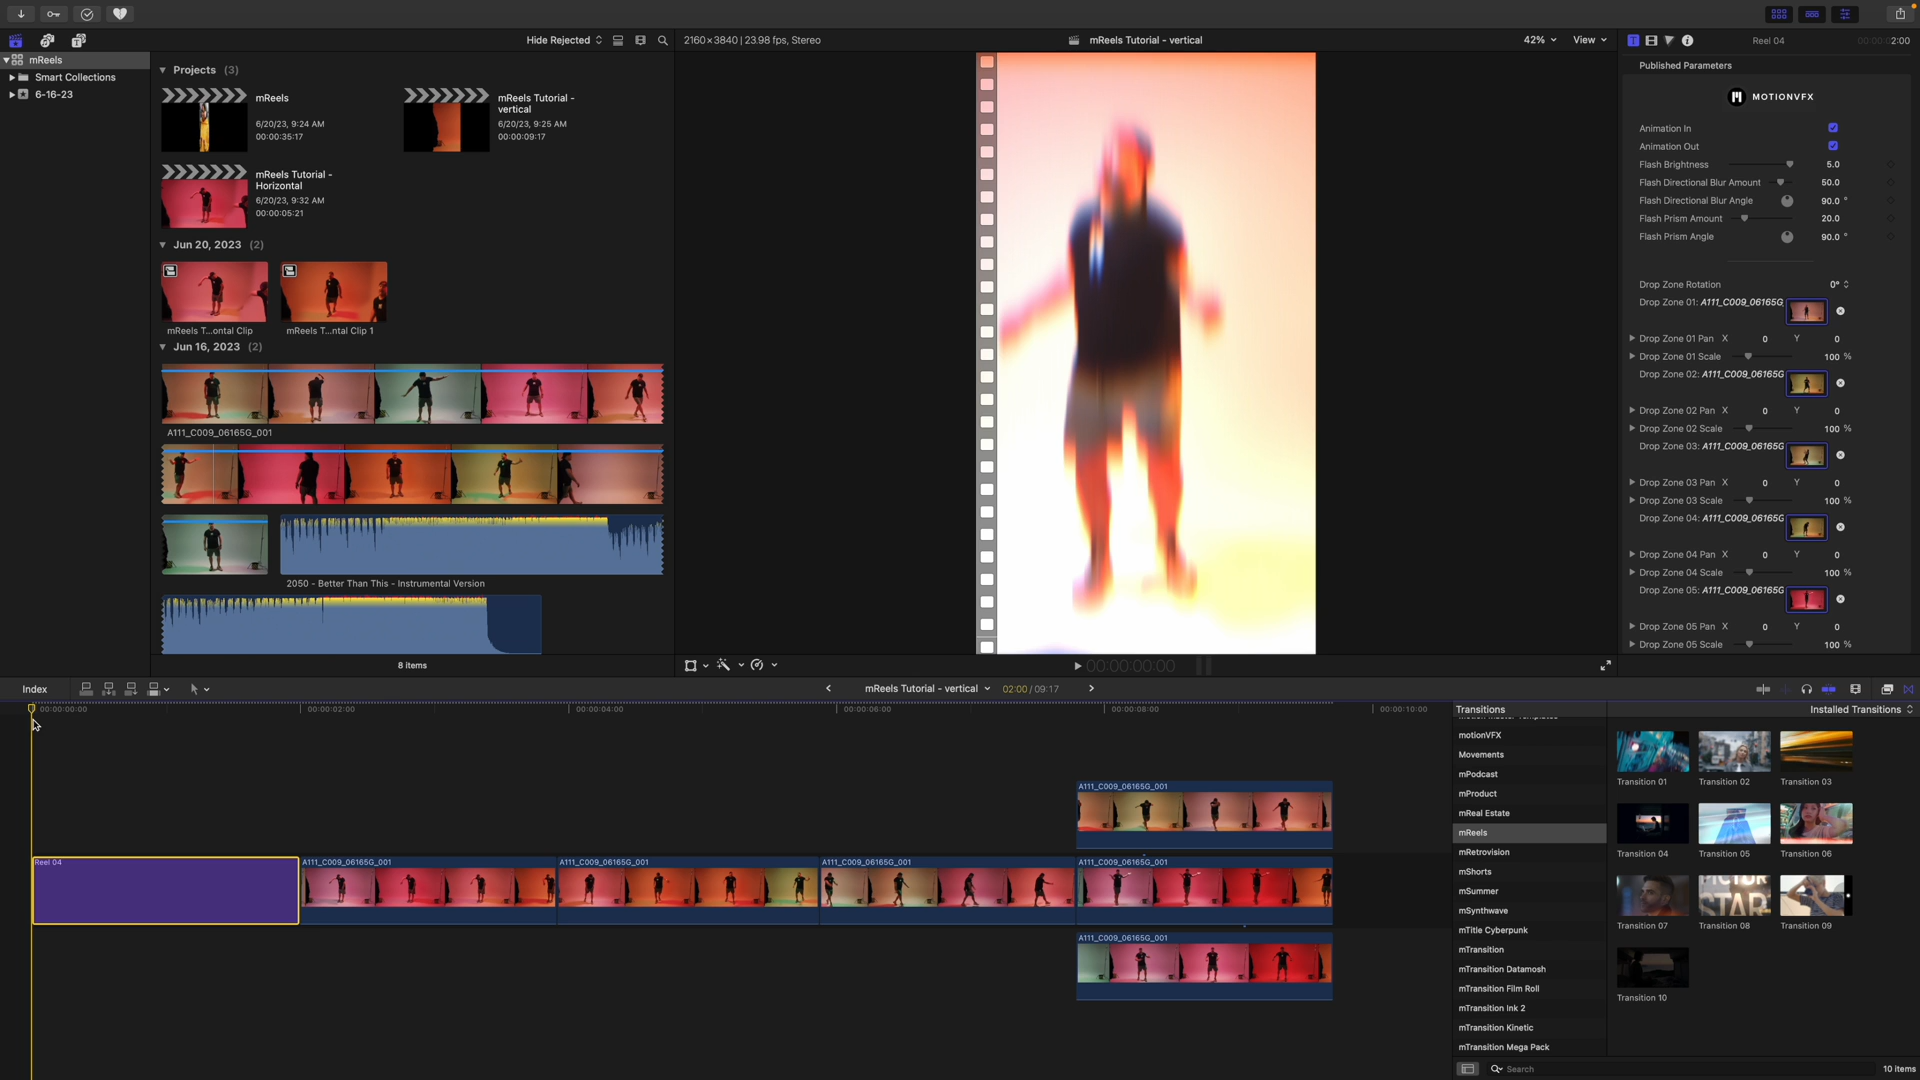 Hide Rejected
2160×3840 | 23.98 fps, Stereo
mReels Tutorial - vertical
42%
View
Reel 04
00:00:02:00
mReels
Smart Collections
6-16-23
Projects (3)
mReels
6/20/23, 9:24 AM
00:00:35:17
mReels Tutorial -
vertical
6/20/23, 9:25 AM
00:00:09:17
mReels Tutorial -
Horizontal
6/20/23, 9:32 AM
00:00:05:21
Jun 20, 2023 (2)
mReels T...ontal Clip
mReels T...ntal Clip 1
Jun 16, 2023 (2)
A111_C009_06165G_001
2050 - Better Than This - Instrumental Version
8 items
00:00:00:00
Published Parameters
MOTIONVFX
Animation In
Animation Out
Flash Brightness 5.0
Flash Directional Blur Amount 50.0
Flash Directional Blur Angle 90.0 °
Flash Prism Amount 20.0
Flash Prism Angle 90.0 °
Drop Zone Rotation 0°
Drop Zone 01: A111_C009_06165G
Drop Zone 01 Pan X 0 Y 0
Drop Zone 01 Scale 100 %
Drop Zone 02: A111_C009_06165G
Drop Zone 02 Pan X 0 Y 0
Drop Zone 02 Scale 100 %
Drop Zone 03: A111_C009_06165G
Drop Zone 03 Pan X 0 Y 0
Drop Zone 03 Scale 100 %
Drop Zone 04: A111_C009_06165G
Drop Zone 04 Pan X 0 Y 0
Drop Zone 04 Scale 100 %
Drop Zone 05: A111_C009_06165G
Drop Zone 05 Pan X 0 Y 0
Drop Zone 05 Scale 100 %
Index
mReels Tutorial - vertical
02:00 / 09:17
00:00:00:00
00:00:02:00
00:00:04:00
00:00:06:00
00:00:08:00
00:00:10:00
A111_C009_06165G_001
Reel 04
A111_C009_06165G_001
A111_C009_06165G_001
A111_C009_06165G_001
A111_C009_06165G_001
A111_C009_06165G_001
Transitions
Installed Transitions
motionVFX
Movements
mPodcast
mProduct
mReal Estate
mReels
mRetrovision
mShorts
mSummer
mSynthwave
mTitle Cyberpunk
mTransition
mTransition Datamosh
mTransition Film Roll
mTransition Ink 2
mTransition Kinetic
mTransition Mega Pack
Transition 01
Transition 02
Transition 03
Transition 04
Transition 05
Transition 06
STAR
Transition 07
Transition 08
Transition 09
Transition 10
Search
10 items